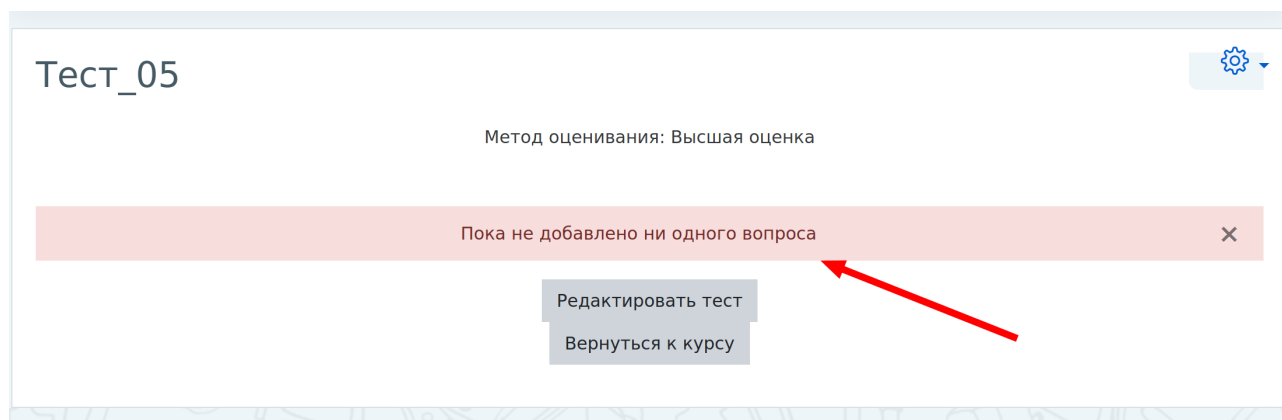 Тест_05
Метод оценивания: Высшая оценка
Пока не добавлено ни одного вопроса
Редактировать тест
Вернуться к курсу